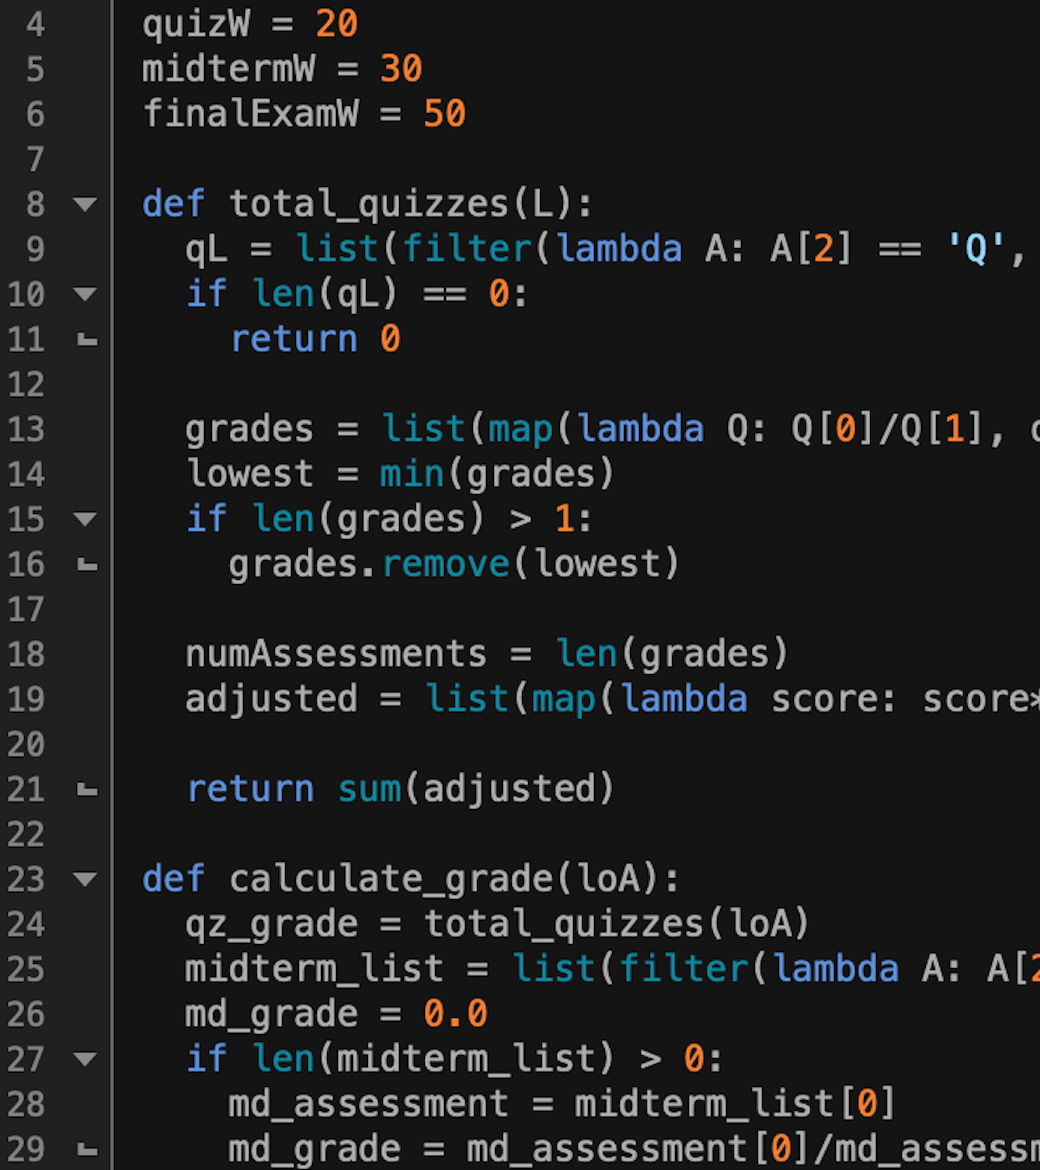 4 quizW = 20
5 midtermW = 30
6 finalExamW = 50
7
8 def total_quizzes(L):
9 qL = list(filter(lambda A: A[2] == 'Q',
10 if len(qL) == 0:
11 return 0
12
13 grades = list(map(lambda Q: Q[0]/Q[1],
14 lowest = min(grades)
15 if len(grades) > 1:
16 grades.remove(lowest)
17
18 numAssessments = len(grades)
19 adjusted = list(map(lambda score: score*
20
21 return sum(adjusted)
22
23 def calculate_grade(loA):
24 qz_grade = total_quizzes(loA)
25 midterm_list = list(filter(lambda A: A[2
26 md_grade = 0.0
27 if len(midterm_list) > 0:
28 md_assessment = midterm_list[0]
29 md_grade = md_assessment[0]/md_assess